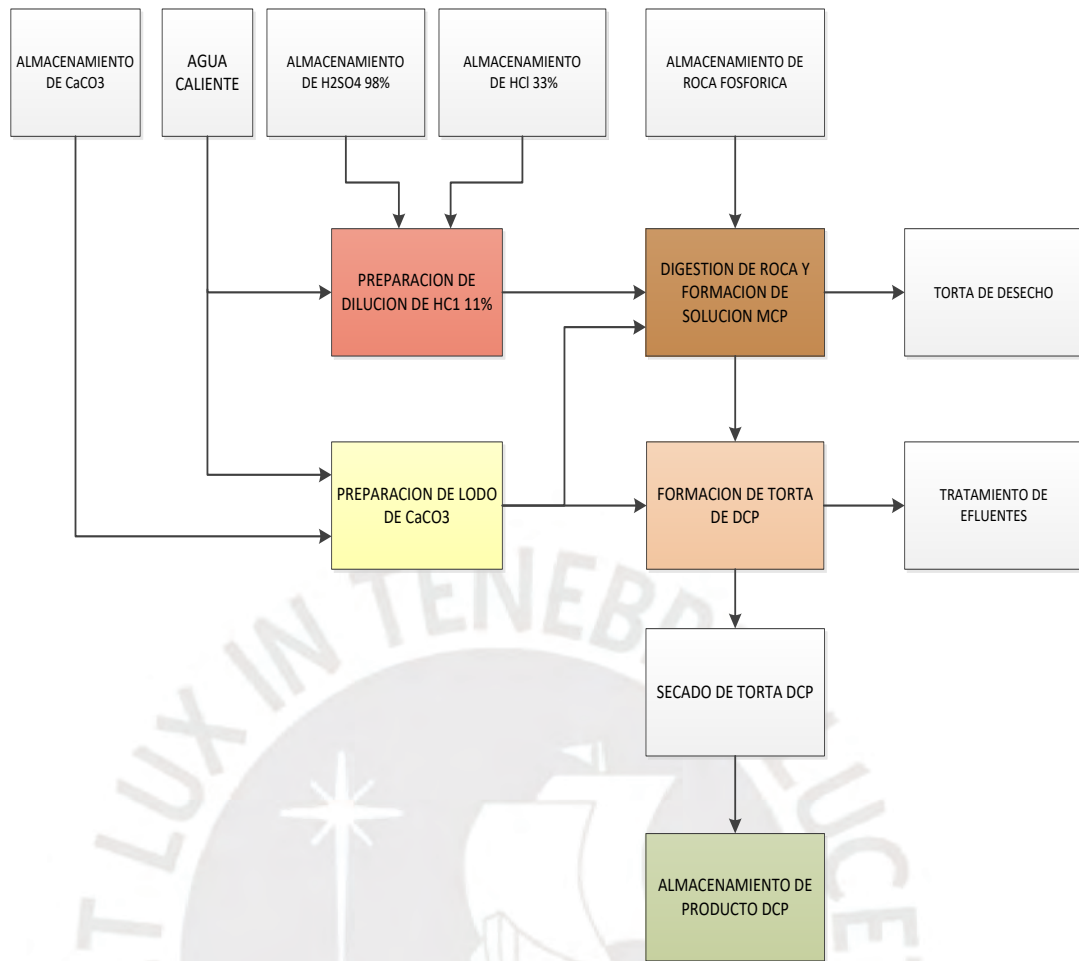 ALMACENAMIENTO
DE CaCO3
AGUA
CALIENTE
ALMACENAMIENTO
DE H2SO4 98%
ALMACENAMIENTO
DE HCl 33%
ALMACENAMIENTO DE
ROCA FOSFORICA
PREPARACION DE
DILUCION DE HC1 11%
DIGESTION DE ROCA Y
FORMACION DE
SOLUCION MCP
TORTA DE DESECHO
PREPARACION DE LODO
DE CaCO3
FORMACION DE TORTA
DE DCP
TRATAMIENTO DE
EFLUENTES
SECADO DE TORTA DCP
ALMACENAMIENTO DE
PRODUCTO DCP
T LUX IN TENEBR LUCET